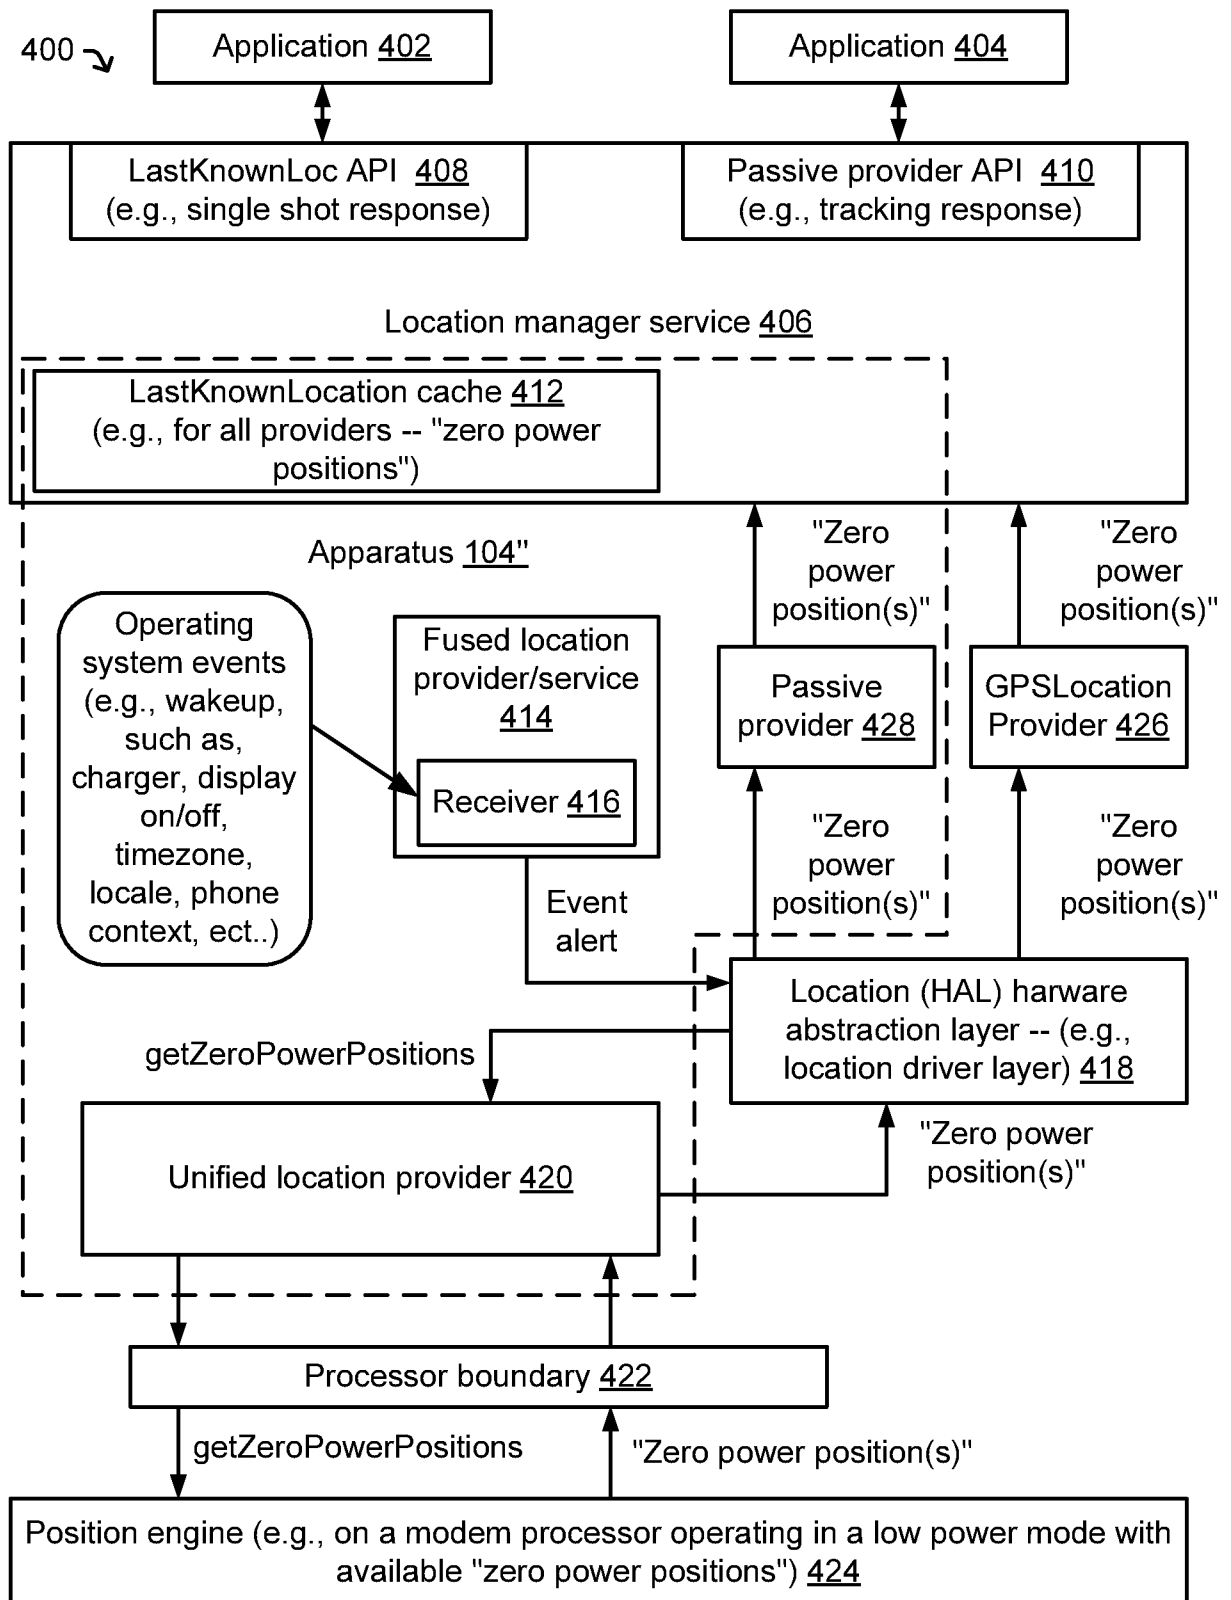 400
Application 402
Application 404
LastKnownLoc API 408
(e.g., single shot response)
Passive provider API 410
(e.g., tracking response)
Location manager service 406
LastKnownLocation cache 412
(e.g., for all providers -- "zero power
positions")
Apparatus 104"
"Zero
power
position(s)"
"Zero
power
position(s)"
Operating
system events
(e.g., wakeup,
such as,
charger, display
on/off,
timezone,
locale, phone
context, ect..)
Fused location
provider/service
414
Receiver 416
Passive
provider 428
GPSLocation
Provider 426
"Zero
power
position(s)"
"Zero
power
position(s)"
Event
alert
Location (HAL) harware
abstraction layer -- (e.g.,
location driver layer) 418
getZeroPowerPositions
Unified location provider 420
"Zero power
position(s)"
Processor boundary 422
getZeroPowerPositions
"Zero power position(s)"
Position engine (e.g., on a modem processor operating in a low power mode with
available "zero power positions") 424